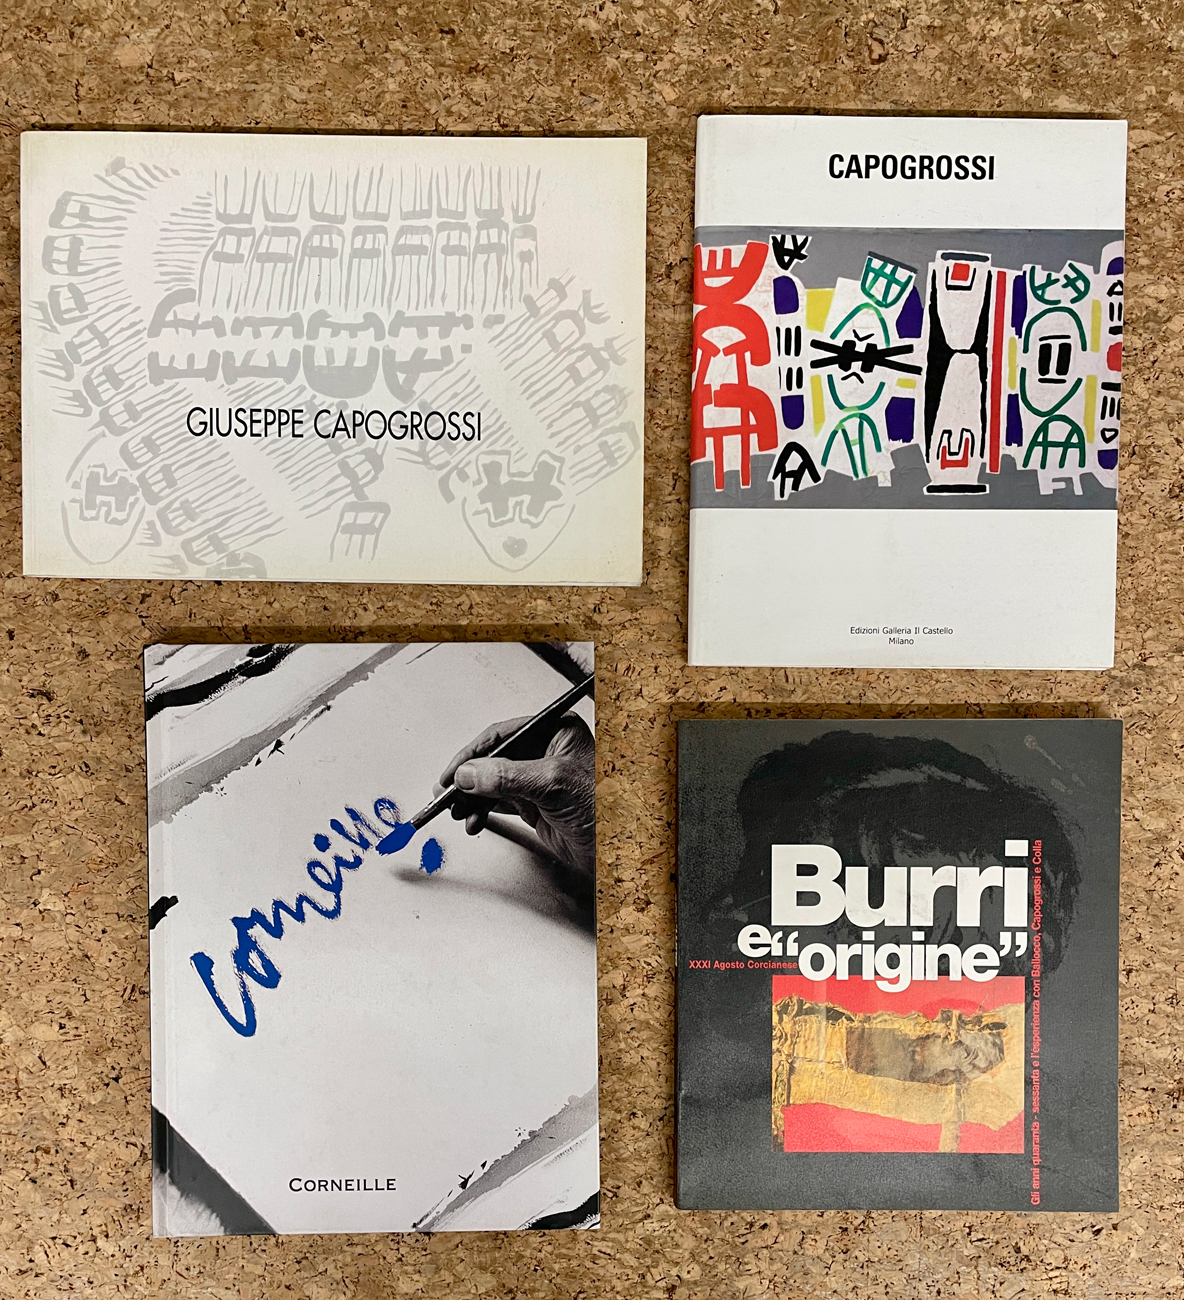 GIUSEPPE CAPOGROSSI
CAPOGROSSI
Edizioni Galleria Il Castello
Milano
Corneille
CORNEILLE
Burri
e“origine”
XXXI Agosto Corcianese
Gli anni quaranta - sessanta e l'esperienza con Ballocco, Capogrossi e Colla